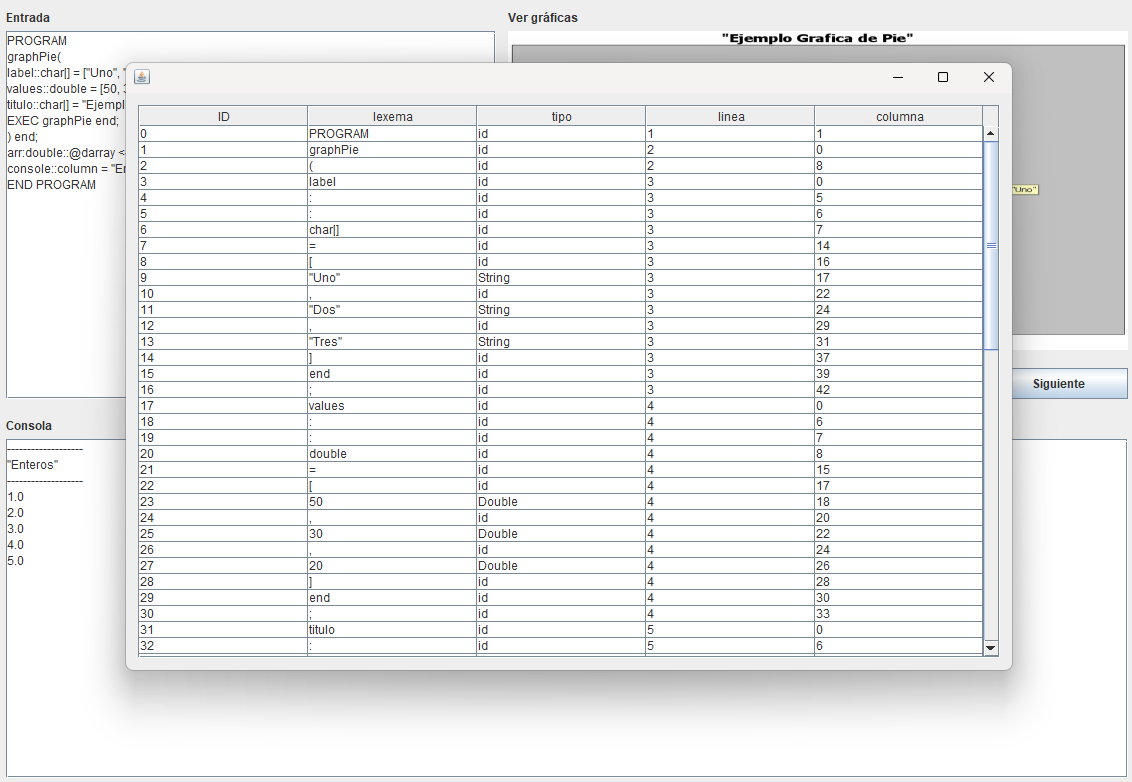 Entrada
Ver gráficas
PROGRAM
graphPie(
label::char[] = ["Uno", "
values::double = [50, 3
titulo::char[] = "Ejempl
EXEC graphPie end;
) end;
arr:double::@darray <
console::column = "En
END PROGRAM
"Ejemplo Grafica de Pie"
"Uno"
Siguiente
ID lexema tipo linea columna
0 PROGRAM id 1 1
1 graphPie id 2 0
2 ( id 2 8
3 label id 3 0
4 : id 3 5
5 : id 3 6
6 char[] id 3 7
7 = id 3 14
8 [ id 3 16
9 "Uno" String 3 17
10 , id 3 22
11 "Dos" String 3 24
12 , id 3 29
13 "Tres" String 3 31
14 ] id 3 37
15 end id 3 39
16 ; id 3 42
17 values id 4 0
18 : id 4 6
19 : id 4 7
20 double id 4 8
21 = id 4 15
22 [ id 4 17
23 50 Double 4 18
24 , id 4 20
25 30 Double 4 22
26 , id 4 24
27 20 Double 4 26
28 ] id 4 28
29 end id 4 30
30 ; id 4 33
31 titulo id 5 0
32 : id 5 6
Consola
-------------------
"Enteros"
-------------------
1.0
2.0
3.0
4.0
5.0